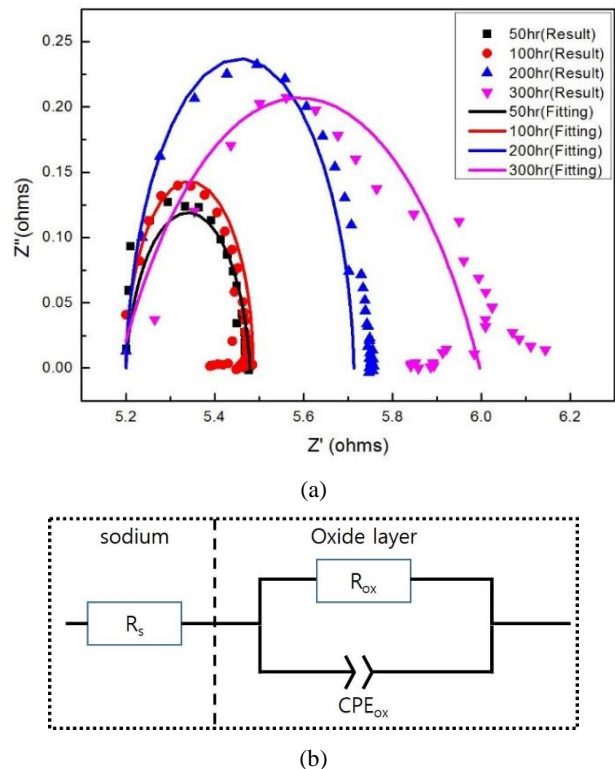 0.25
0.20
0.15
0.10
0.05
0.00
Z''(ohms)
50hr(Result)
100hr(Result)
200hr(Result)
300hr(Result)
50hr(Fitting)
100hr(Fitting)
200hr(Fitting)
300hr(Fitting)
5.2 5.4 5.6 5.8 6.0 6.2
Z' (ohms)
(a)
sodium Oxide layer
Rox
Rs
CPEox
(b)